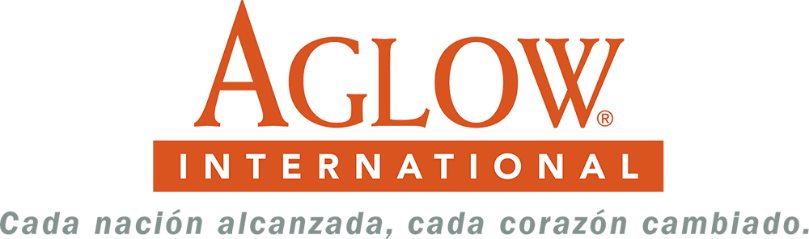 AGLOW®
INTERNATIONAL
Cada nación alcanzada, cada corazón cambiado.